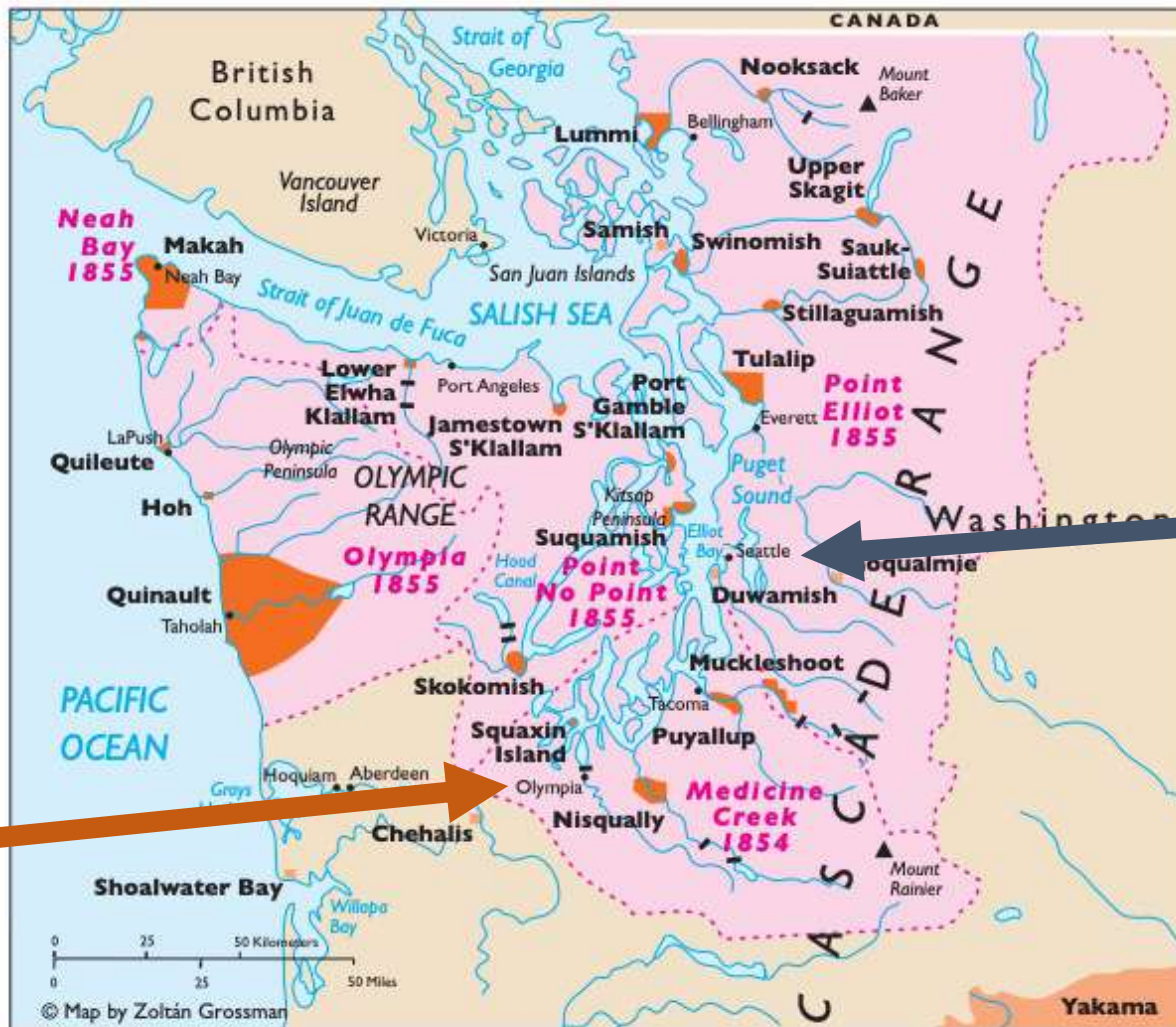 CANADA
Strait of
Georgia
British
Columbia
Nooksack
Mount
Baker
Lummi
Bellingham
Vancouver
Island
Upper
Skagit
Neah
Bay
1855
Makah
Neah Bay
Victoria
Samish
Swinomish
Sauk-
Suiattle
San Juan Islands
Strait of Juan de Fuca
SALISH SEA
Stillaguamish
Tulalip
Lower
Elwha
Klallam
Port Angeles
Port
Gamble
S'Klallam
Point
Elliot
1855
Jamestown
S'Klallam
Everett
LaPush
Quileute
Olympic
Peninsula
OLYMPIC
RANGE
Puget
Sound
Hoh
Kitsap
Peninsula
Suquamish
Elliot
Bay
Seattle
Washington
Olympia
1855
Hood
Canal
Point
No Point
1855
oqualmie
Duwamish
Quinault
Taholah
Muckleshoot
Skokomish
Tacoma
PACIFIC
OCEAN
Squaxin
Island
Puyallup
Hoquiam
Aberdeen
Olympia
Grays
Nisqually
Medicine
Creek
1854
Chehalis
Mount
Rainier
Shoalwater Bay
Willapa
Bay
CASCADE RANGE
0 25 50 Kilometers
0 25 50 Miles
© Map by Zoltán Grossman
Yakama